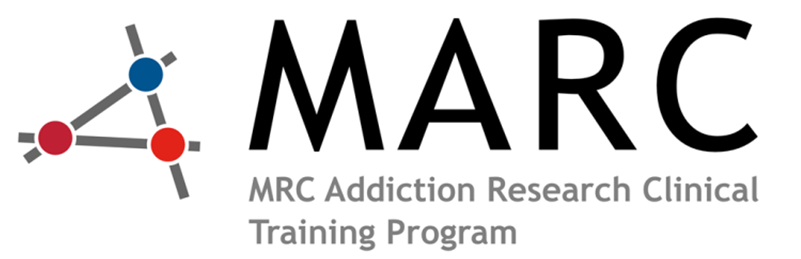 MARC
MRC Addiction Research Clinical
Training Program